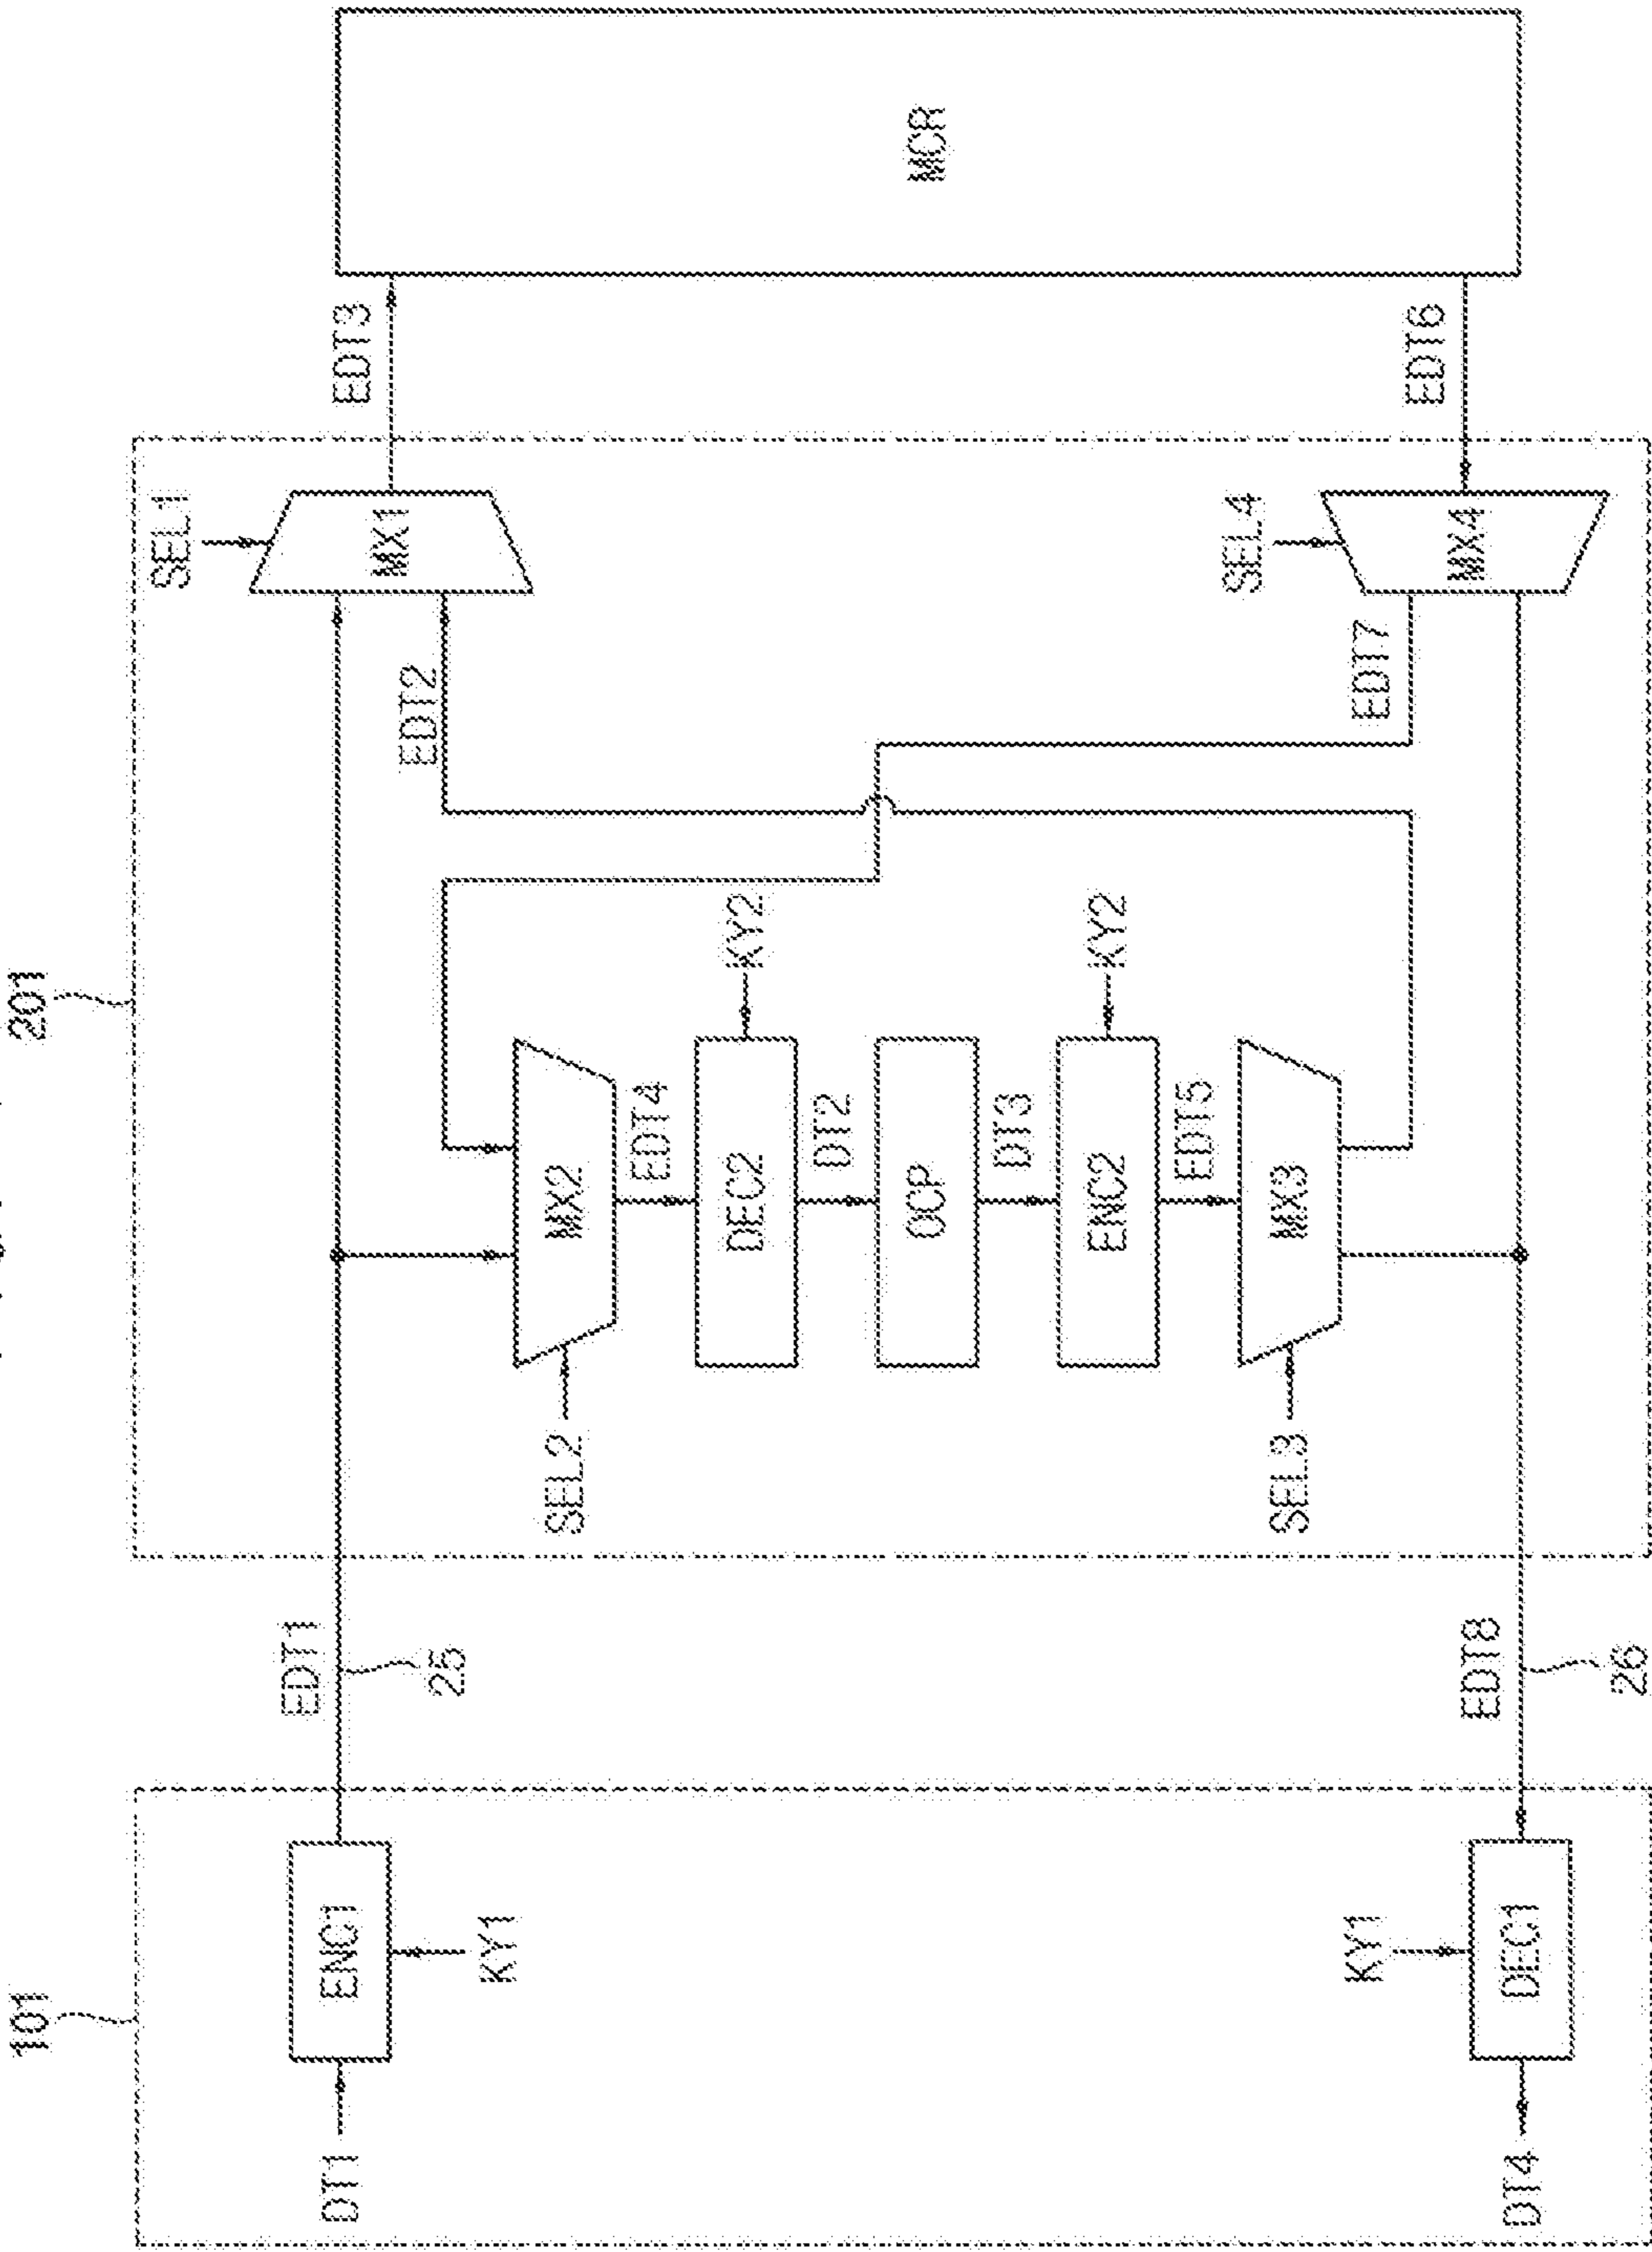 101
201
DT1
ENC1
KY1
EDT1
25
SEL1
MX1
EDT3
EDT2
MCR
SEL2
MX2
EDT4
DEC2
KY2
DT2
OCP
DT3
ENC2
KY2
EDT5
SEL3
MX3
SEL4
MX4
EDT7
EDT6
KY1
DEC1
DT4
EDT8
26